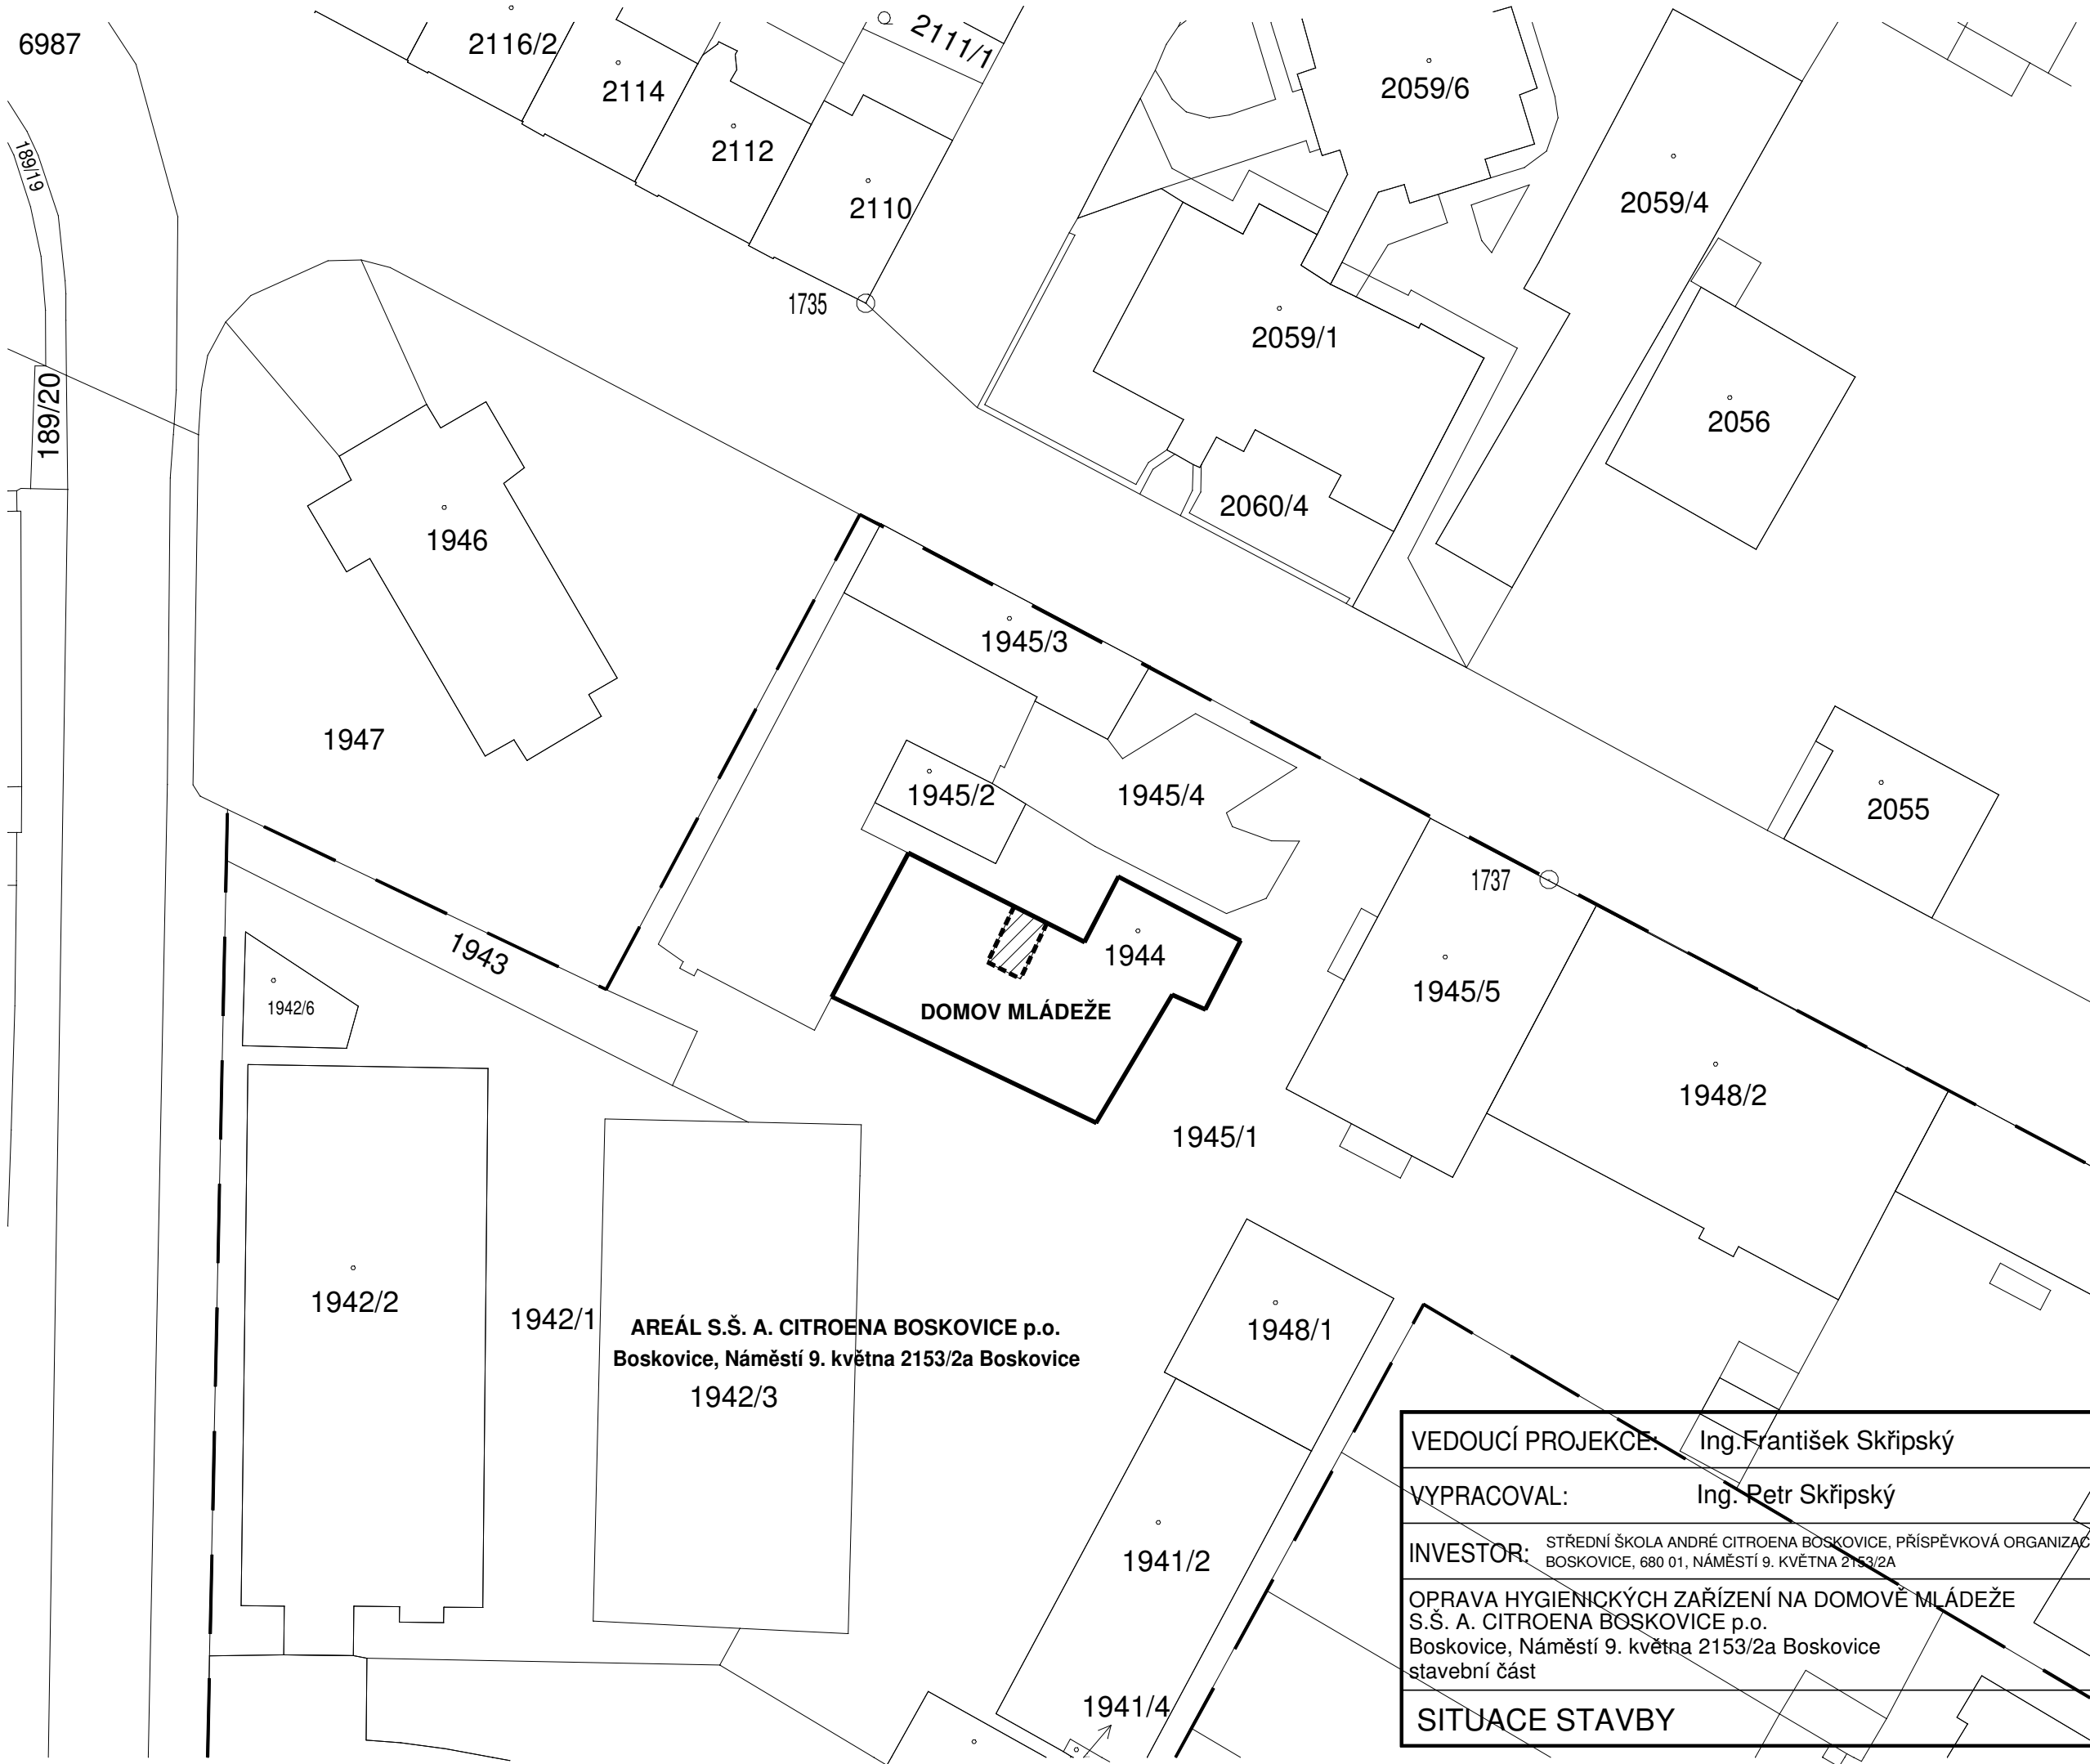 6987
2116/2
2111/1
2114
2059/6
2112
189/19
2059/4
2110
1735
2059/1
189/20
2056
2060/4
1946
1945/3
1947
1945/2
1945/4
2055
1737
1943
1944
1945/5
1942/6
DOMOV MLÁDEŽE
1948/2
1945/1
1942/2
1942/1
AREÁL S.Š. A. CITROENA BOSKOVICE p.o.
Boskovice, Náměstí 9. května 2153/2a Boskovice
1942/3
1948/1
1941/2
1941/4
VEDOUCÍ PROJEKCE: Ing.František Skřipský
VYPRACOVAL: Ing. Petr Skřipský
INVESTOR: STŘEDNÍ ŠKOLA ANDRÉ CITROENA BOSKOVICE, PŘÍSPĚVKOVÁ ORGANIZAC
BOSKOVICE, 680 01, NÁMĚSTÍ 9. KVĚTNA 2153/2A
OPRAVA HYGIENICKÝCH ZAŘÍZENÍ NA DOMOVĚ MLÁDEŽE
S.Š. A. CITROENA BOSKOVICE p.o.
Boskovice, Náměstí 9. května 2153/2a Boskovice
stavební část
SITUACE STAVBY